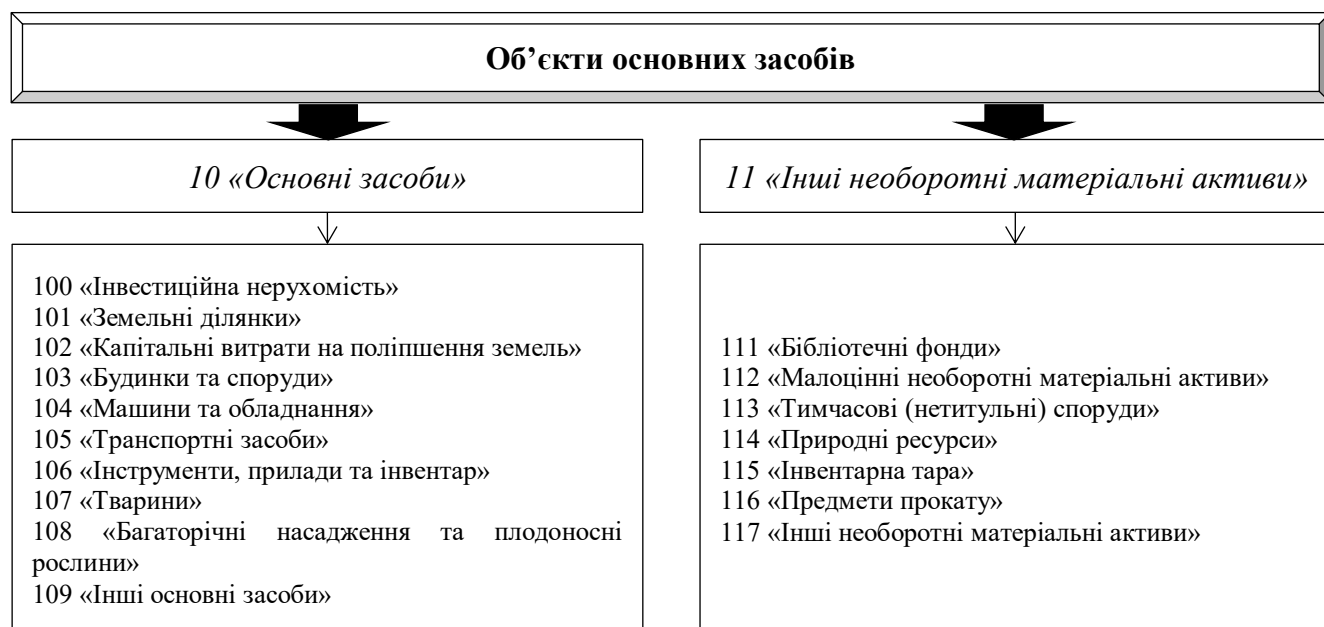 Об’єкти основних засобів
10 «Основні засоби»
11 «Інші необоротні матеріальні активи»
100 «Інвестиційна нерухомість»
101 «Земельні ділянки»
102 «Капітальні витрати на поліпшення земель»
103 «Будинки та споруди»
104 «Машини та обладнання»
105 «Транспортні засоби»
106 «Інструменти, прилади та інвентар»
107 «Тварини»
108 «Багаторічні насадження та плодоносні
рослини»
109 «Інші основні засоби»
111 «Бібліотечні фонди»
112 «Малоцінні необоротні матеріальні активи»
113 «Тимчасові (нетитульні) споруди»
114 «Природні ресурси»
115 «Інвентарна тара»
116 «Предмети прокату»
117 «Інші необоротні матеріальні активи»